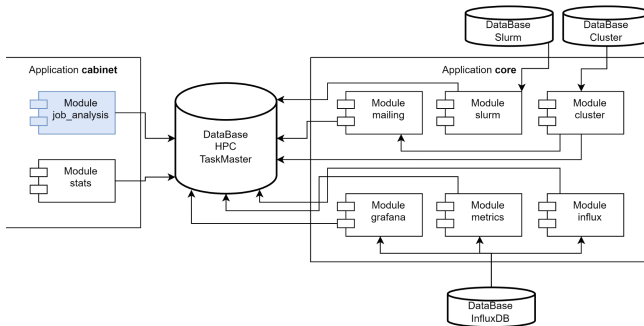 DataBase
Slurm
DataBase
Cluster
Application cabinet
Application core
Module
job_analysis
Module
stats
DataBase
HPC
TaskMaster
Module
mailing
Module
slurm
Module
cluster
Module
grafana
Module
metrics
Module
influx
DataBase
InfluxDB